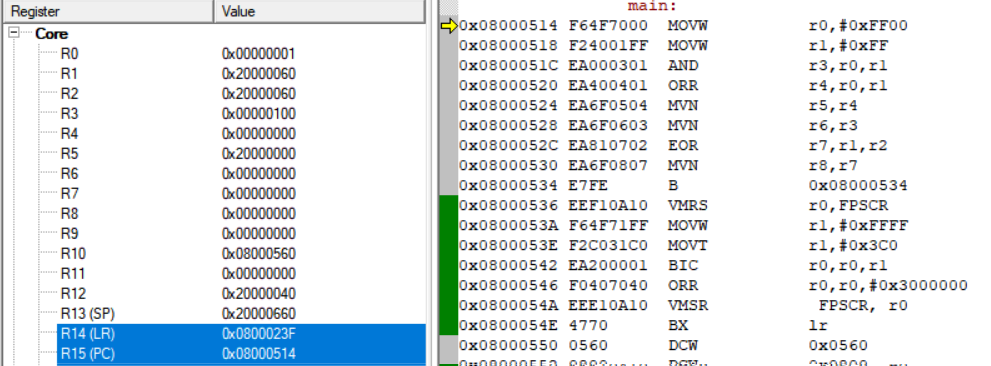 Register Value
Core
R0 0x00000001
R1 0x20000060
R2 0x20000060
R3 0x00000100
R4 0x00000000
R5 0x20000000
R6 0x00000000
R7 0x00000000
R8 0x00000000
R9 0x00000000
R10 0x08000560
R11 0x00000000
R12 0x20000040
R13 (SP) 0x20000660
R14 (LR) 0x0800023F
R15 (PC) 0x08000514
main:
0x08000514 F64F7000 MOVW r0,#0xFF00
0x08000518 F24001FF MOVW r1,#0xFF
0x0800051C EA000301 AND r3,r0,r1
0x08000520 EA400401 ORR r4,r0,r1
0x08000524 EA6F0504 MVN r5,r4
0x08000528 EA6F0603 MVN r6,r3
0x0800052C EA810702 EOR r7,r1,r2
0x08000530 EA6F0807 MVN r8,r7
0x08000534 E7FE B 0x08000534
0x08000536 EEF10A10 VMRS r0,FPSCR
0x0800053A F64F71FF MOVW r1,#0xFFFF
0x0800053E F2C031C0 MOVT r1,#0x3C0
0x08000542 EA200001 BIC r0,r0,r1
0x08000546 F0407040 ORR r0,r0,#0x3000000
0x0800054A EEE10A10 VMSR FPSCR, r0
0x0800054E 4770 BX lr
0x08000550 0560 DCW 0x0560